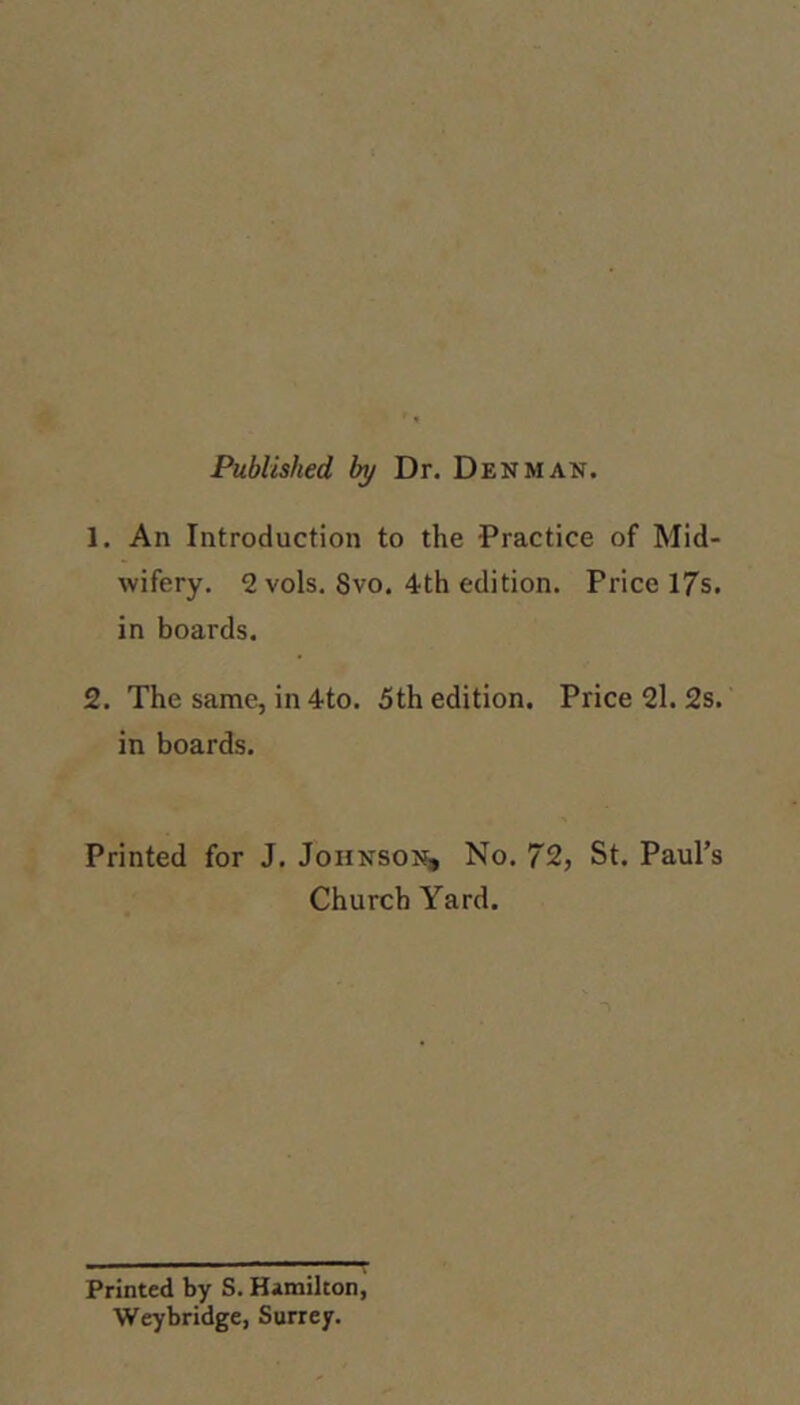 Published by Dr. Denman.
1. An Introduction to the Practice of Mid-
wifery. 2 vols. 8vo. 4th edition. Price 17s.
in boards.
2. The same, in 4to. 5th edition. Price 2l. 2s.
in boards.
Printed for J. Johnson, No. 72, St. Paul's
Church Yard.
Printed by S. Hamilton,
Weybridge, Surrey.